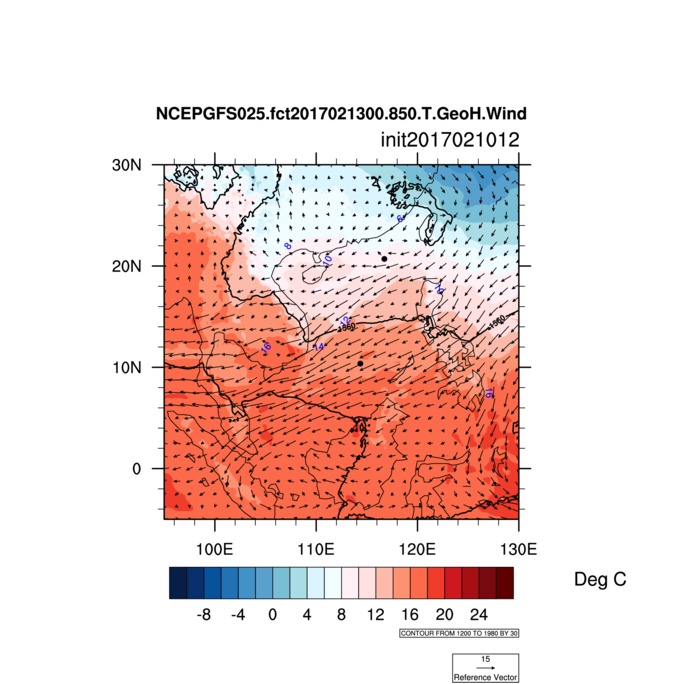 NCEPGFS025.fct2017021300.850.T.GeoH.Wind
init2017021012
30N
20N
10N
0
100E 110E 120E 130E
8
6
10
10
12
1560
1560
16
14
16
-8 -4 0 4 8 12 16 20 24
Deg C
CONTOUR FROM 1200 TO 1980 BY 30
15
Reference Vector